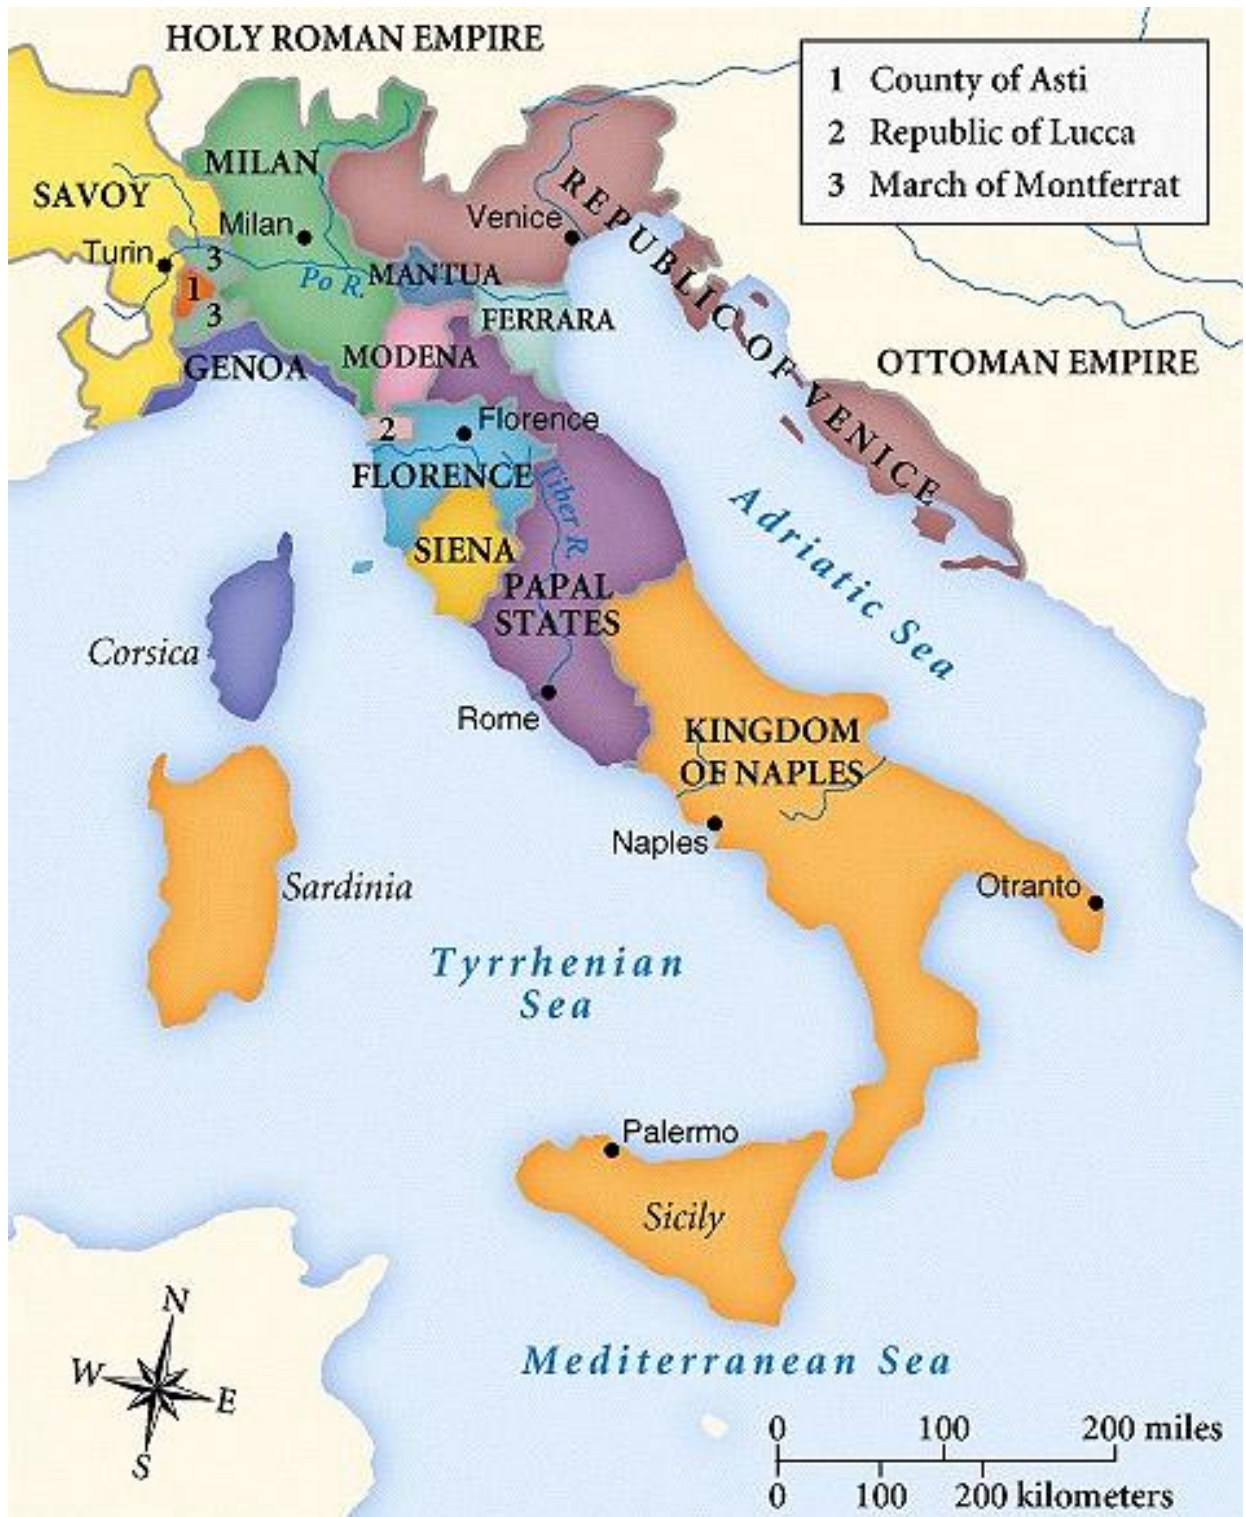 HOLY ROMAN EMPIRE
1 County of Asti
2 Republic of Lucca
3 March of Montferrat
MILAN
SAVOY
Milan
Venice
REPUBLIC OF VENICE
Turin
3
Po R.
MANTUA
1
3
FERRARA
GENOA
MODENA
OTTOMAN EMPIRE
2
Florence
FLORENCE
Tiber R.
Adriatic Sea
SIENA
PAPAL
STATES
Corsica
Rome
KINGDOM
OF NAPLES
Naples
Sardinia
Otranto
Tyrrhenian
Sea
Palermo
Sicily
N
W
E
S
Mediterranean Sea
0 100 200 miles
0 100 200 kilometers